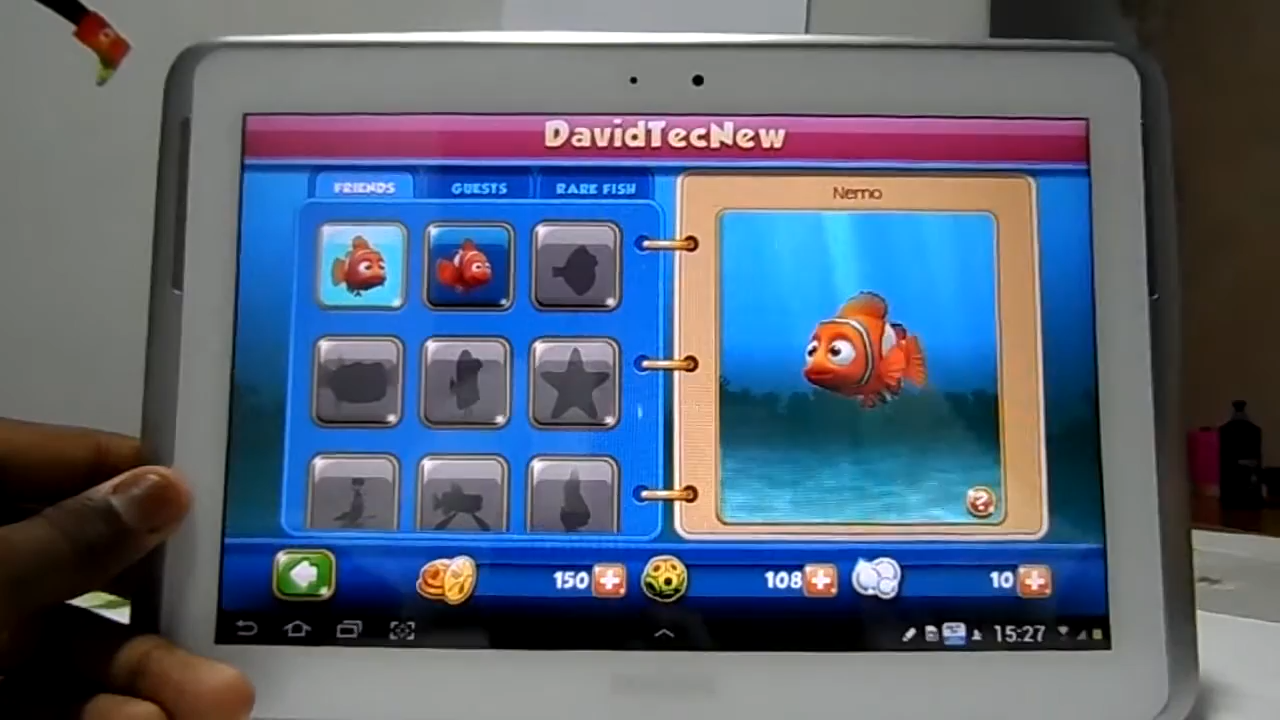 DavidTecNew
FRIENDS GUESTS RARE FISH
Nemo
?
150 108 10
15:27